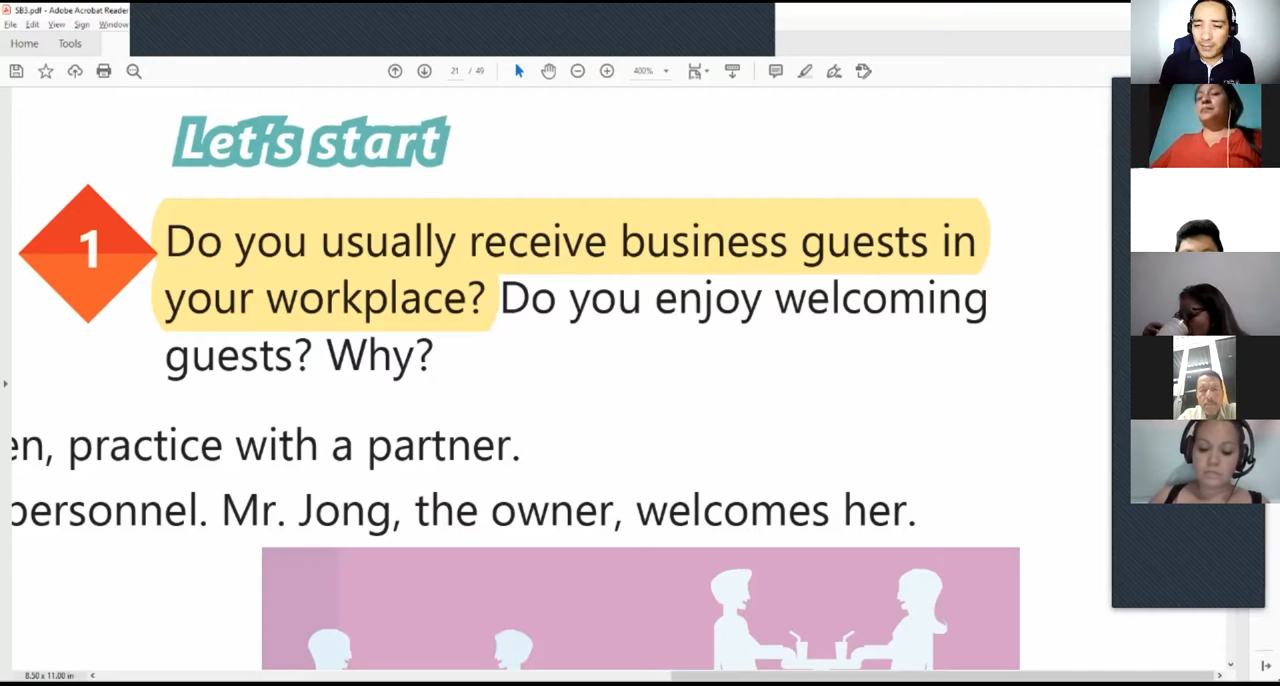 SB3.pdf - Adobe Acrobat Reader
File Edit View Sign Window
Home Tools
21 / 49
400%
Let's start
1
Do you usually receive business guests in
your workplace? Do you enjoy welcoming
guests? Why?
en, practice with a partner.
personnel. Mr. Jong, the owner, welcomes her.
8.50 x 11.00 in